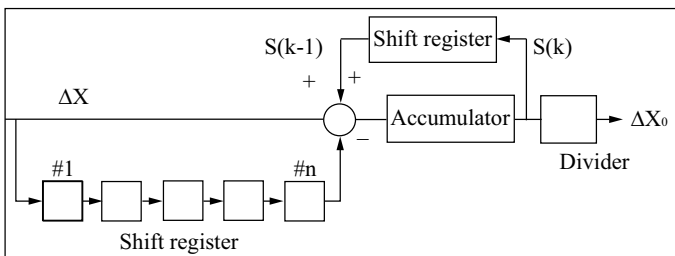 S(k-1)
Shift register
S(k)
+
+
ΔX
−
Accumulator
ΔX₀
Divider
#1
#n
Shift register